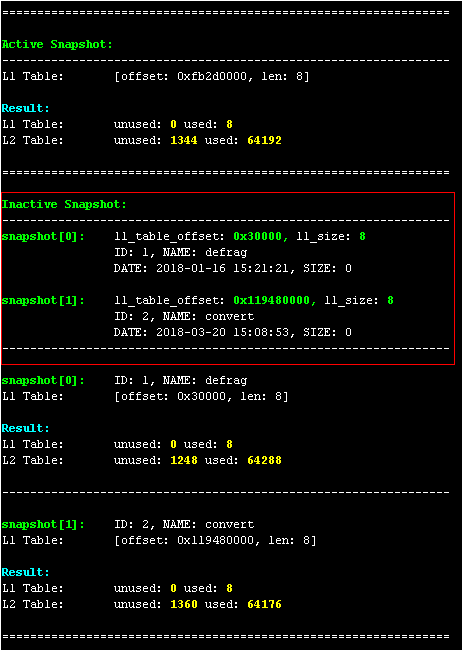 ================================================================
Active Snapshot:
----------------------------------------------------------------
L1 Table: [offset: 0xfb2d0000, len: 8]
Result:
L1 Table: unused: 0 used: 8
L2 Table: unused: 1344 used: 64192
================================================================
Inactive Snapshot:
----------------------------------------------------------------
snapshot[0]: l1_table_offset: 0x30000, l1_size: 8
ID: 1, NAME: defrag
DATE: 2018-01-16 15:21:21, SIZE: 0
snapshot[1]: l1_table_offset: 0x119480000, l1_size: 8
ID: 2, NAME: convert
DATE: 2018-03-20 15:08:53, SIZE: 0
----------------------------------------------------------------
snapshot[0]: ID: 1, NAME: defrag
L1 Table: [offset: 0x30000, len: 8]
Result:
L1 Table: unused: 0 used: 8
L2 Table: unused: 1248 used: 64288
----------------------------------------------------------------
snapshot[1]: ID: 2, NAME: convert
L1 Table: [offset: 0x119480000, len: 8]
Result:
L1 Table: unused: 0 used: 8
L2 Table: unused: 1360 used: 64176
================================================================